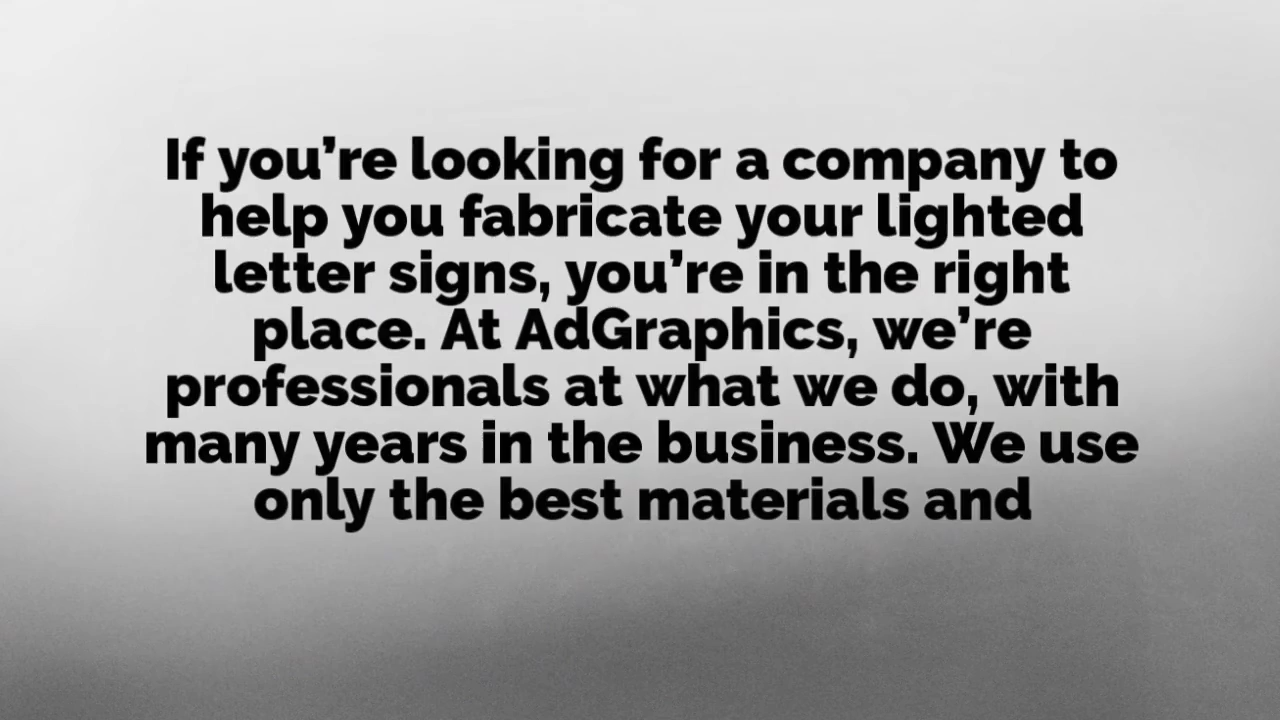 If you’re looking for a company to
help you fabricate your lighted
letter signs, you’re in the right
place. At AdGraphics, we’re
professionals at what we do, with
many years in the business. We use
only the best materials and